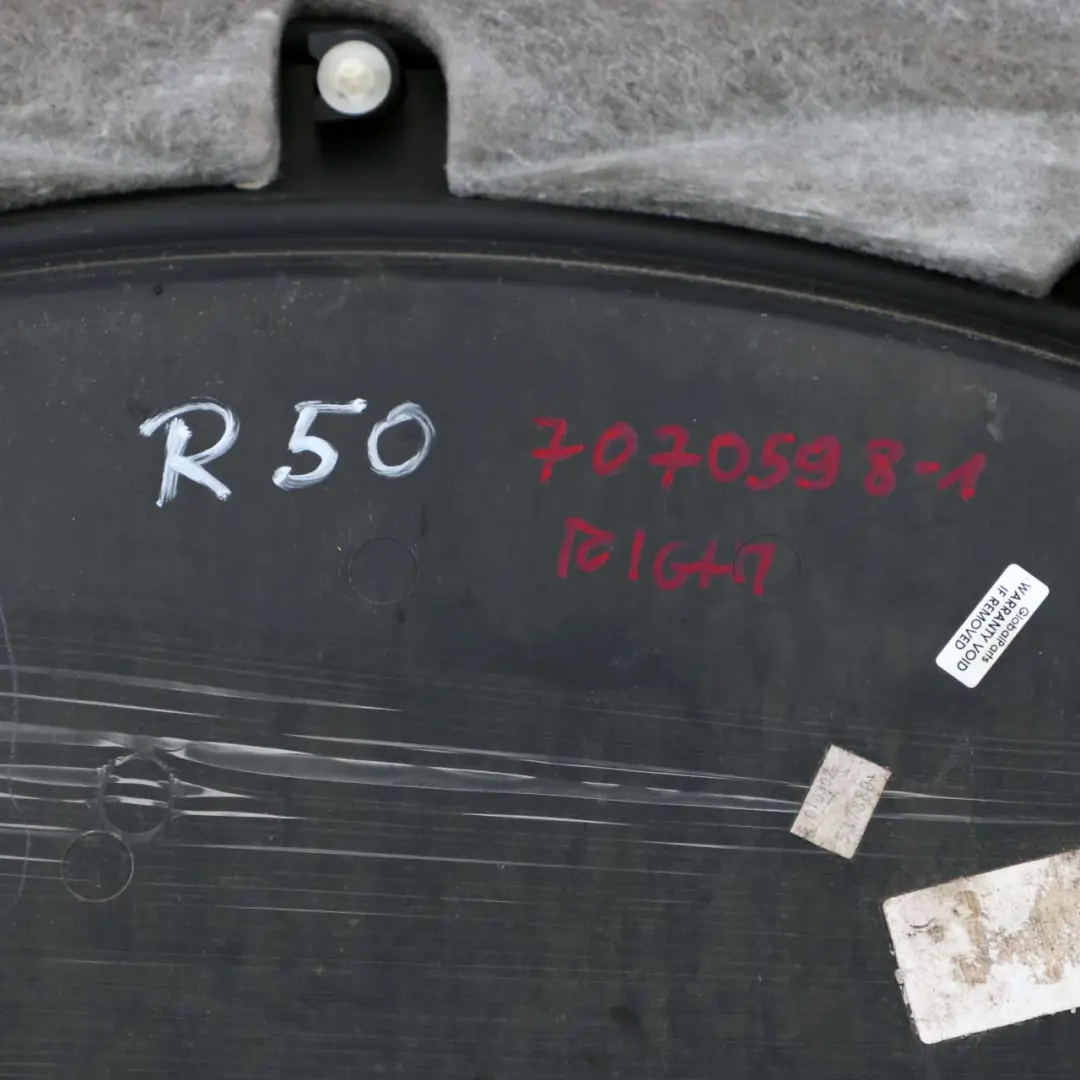 R50
7070598-1
RIGHT
GlobalParts
WARRANTY VOID
IF REMOVED